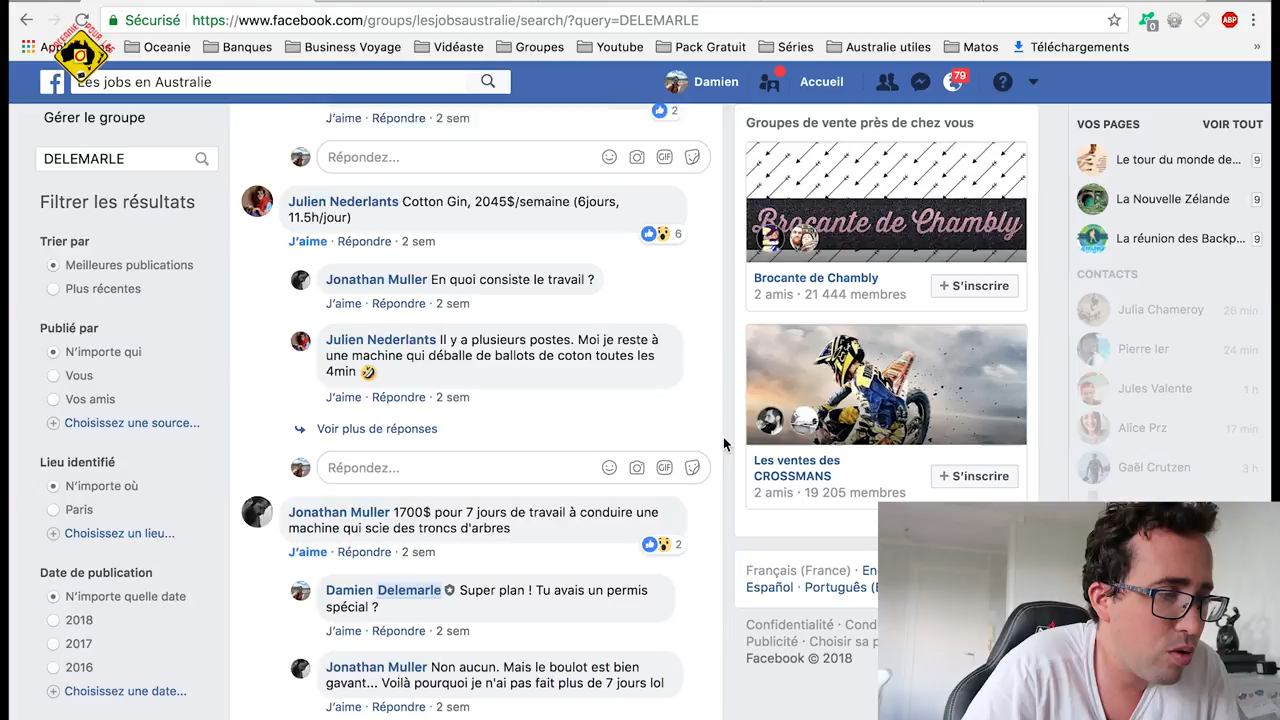 Sécurisé https://www.facebook.com/groups/lesjobsaustralie/search/?query=DELEMARLE
0
ABP
Oceanie Banques Business Voyage Vidéaste Groupes Youtube Pack Gratuit Séries Australie utiles Matos Téléchargements »
Les jobs en Australie
Damien
Accueil
79
Gérer le groupe
DELEMARLE
Filtrer les résultats
Trier par
Meilleures publications
Plus récentes
Publié par
N'importe qui
Vous
Vos amis
Choisissez une source...
Lieu identifié
N'importe où
Paris
Choisissez un lieu...
Date de publication
N'importe quelle date
2018
2017
2016
Choisissez une date...
2
J'aime · Répondre · 2 sem
Répondez...
GIF
Julien Nederlants Cotton Gin, 2045$/semaine (6jours,
11.5h/jour)
6
J'aime · Répondre · 2 sem
Jonathan Muller En quoi consiste le travail ?
J'aime · Répondre · 2 sem
Julien Nederlants Il y a plusieurs postes. Moi je reste à
une machine qui déballe de ballots de coton toutes les
4min 🤣
J'aime · Répondre · 2 sem
Voir plus de réponses
Répondez...
GIF
Jonathan Muller 1700$ pour 7 jours de travail à conduire une
machine qui scie des troncs d'arbres
2
J'aime · Répondre · 2 sem
Damien Delemarle Super plan ! Tu avais un permis
spécial ?
J'aime · Répondre · 2 sem
Jonathan Muller Non aucun. Mais le boulot est bien
gavant... Voilà pourquoi je n'ai pas fait plus de 7 jours lol
J'aime · Répondre · 2 sem
Groupes de vente près de chez vous
Brocante de Chambly
Brocante de Chambly
2 amis · 21 444 membres
+ S'inscrire
Les ventes des
CROSSMANS
2 amis · 19 205 membres
+ S'inscrire
Français (France) · En
Español · Português (
Confidentialité · Cond
Publicité · Choisir sa p
Facebook © 2018
VOS PAGES VOIR TOUT
Le tour du monde de... 9
La Nouvelle Zélande 9
La réunion des Backp... 9
CONTACTS
Julia Chameroy 26 min
Pierre Ier 24 min
Jules Valente 1 h
Alice Prz 17 min
Gaël Crutzen 3 h